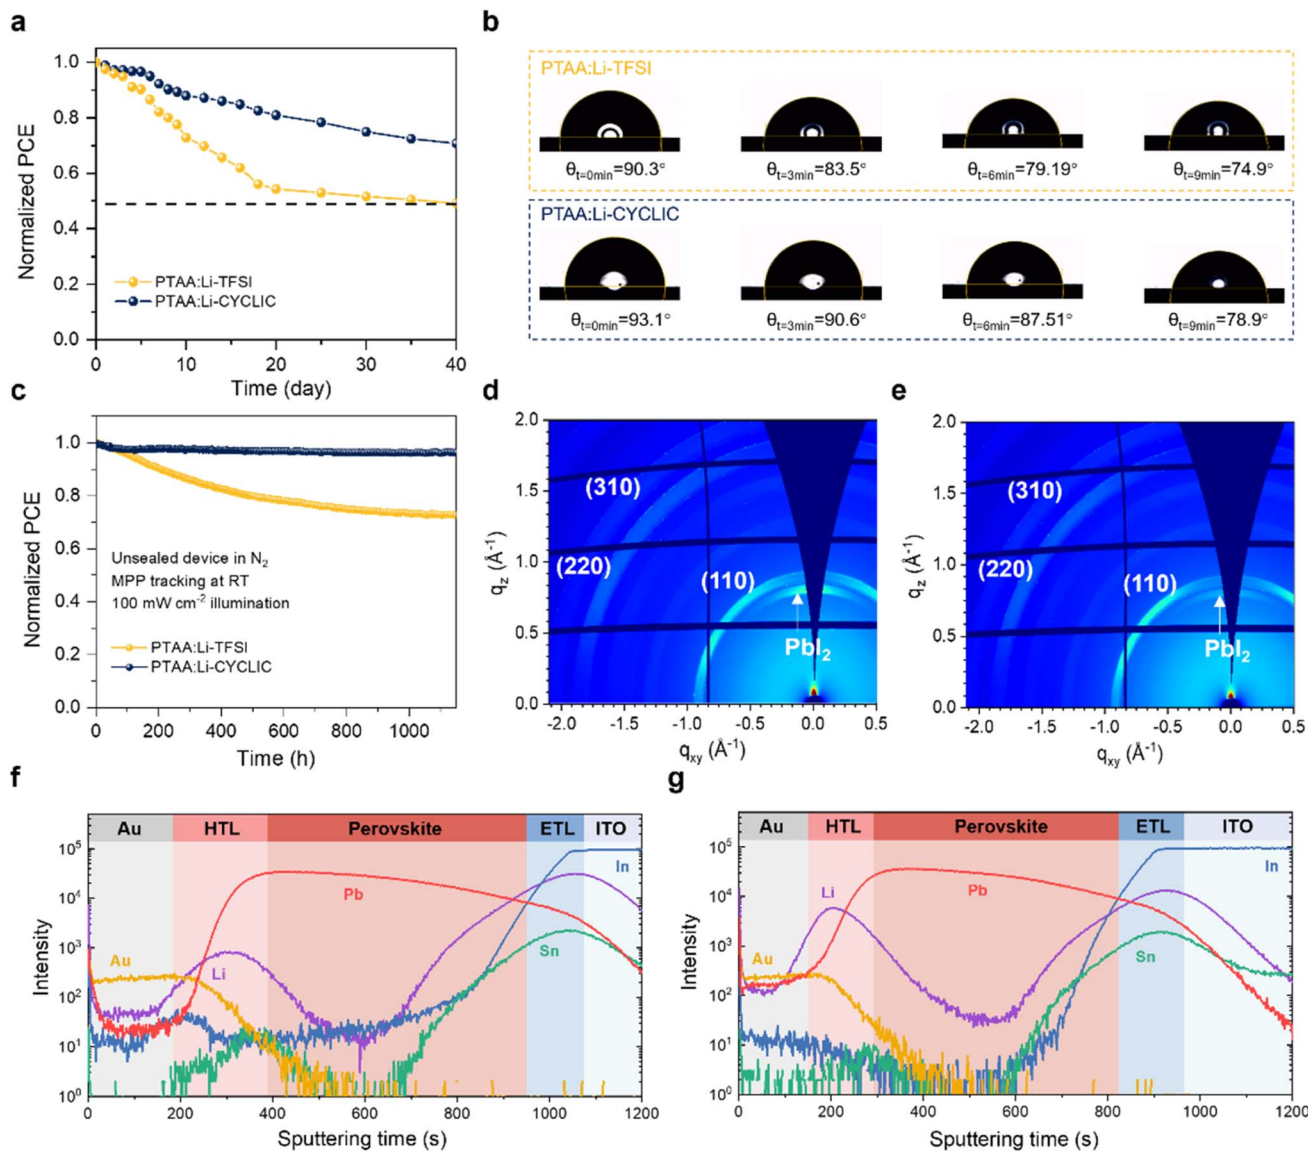 a
1.0
0.8
0.6
0.4
0.2
0.0
Normalized PCE
PTAA:Li-TFSI
PTAA:Li-CYCLIC
0 10 20 30 40
Time (day)
b
PTAA:Li-TFSI
θt=0min=90.3°
θt=3min=83.5°
θt=6min=79.19°
θt=9min=74.9°
PTAA:Li-CYCLIC
θt=0min=93.1°
θt=3min=90.6°
θt=6min=87.51°
θt=9min=78.9°
c
1.0
0.8
0.6
0.4
0.2
0.0
Normalized PCE
Unsealed device in N2
MPP tracking at RT
100 mW cm-2 illumination
PTAA:Li-TFSI
PTAA:Li-CYCLIC
0 200 400 600 800 1000
Time (h)
d
2.0
1.5
1.0
0.5
0.0
qz (Å-1)
(310)
(220)
(110)
PbI2
-2.0 -1.5 -1.0 -0.5 0.0 0.5
qxy (Å-1)
e
2.0
1.5
1.0
0.5
0.0
qz (Å-1)
(310)
(220)
(110)
PbI2
-2.0 -1.5 -1.0 -0.5 0.0 0.5
qxy (Å-1)
f
Au HTL Perovskite ETL ITO
105
104
103
102
101
100
Intensity
In
Pb
Li
Au
Sn
0 200 400 600 800 1000 1200
Sputtering time (s)
g
Au HTL Perovskite ETL ITO
105
104
103
102
101
100
Intensity
In
Pb
Li
Au
Sn
0 200 400 600 800 1000 1200
Sputtering time (s)